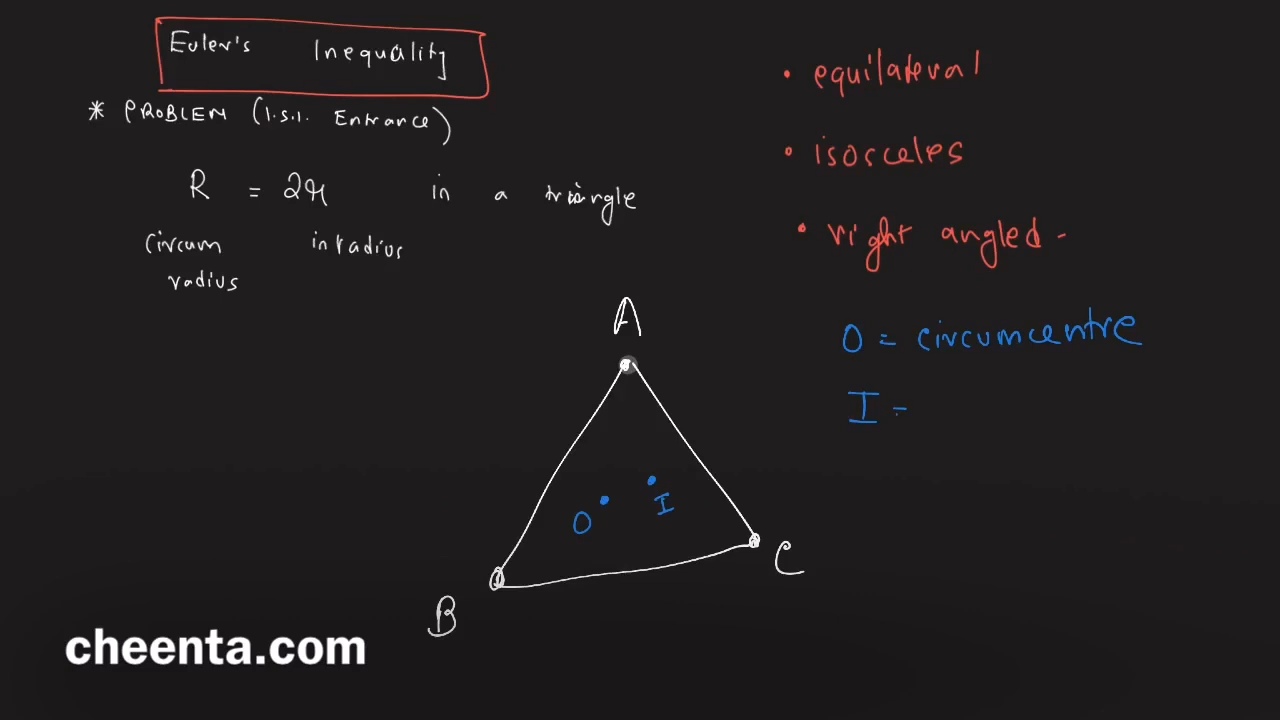 Euler's Inequality
* PROBLEM (I.S.I. Entrance)
R = 2r in a triangle
circum radius
inradius
• equilateral
• isosceles
• right angled -
O = circumcentre
I =
A
O
I
B
C
cheenta.com